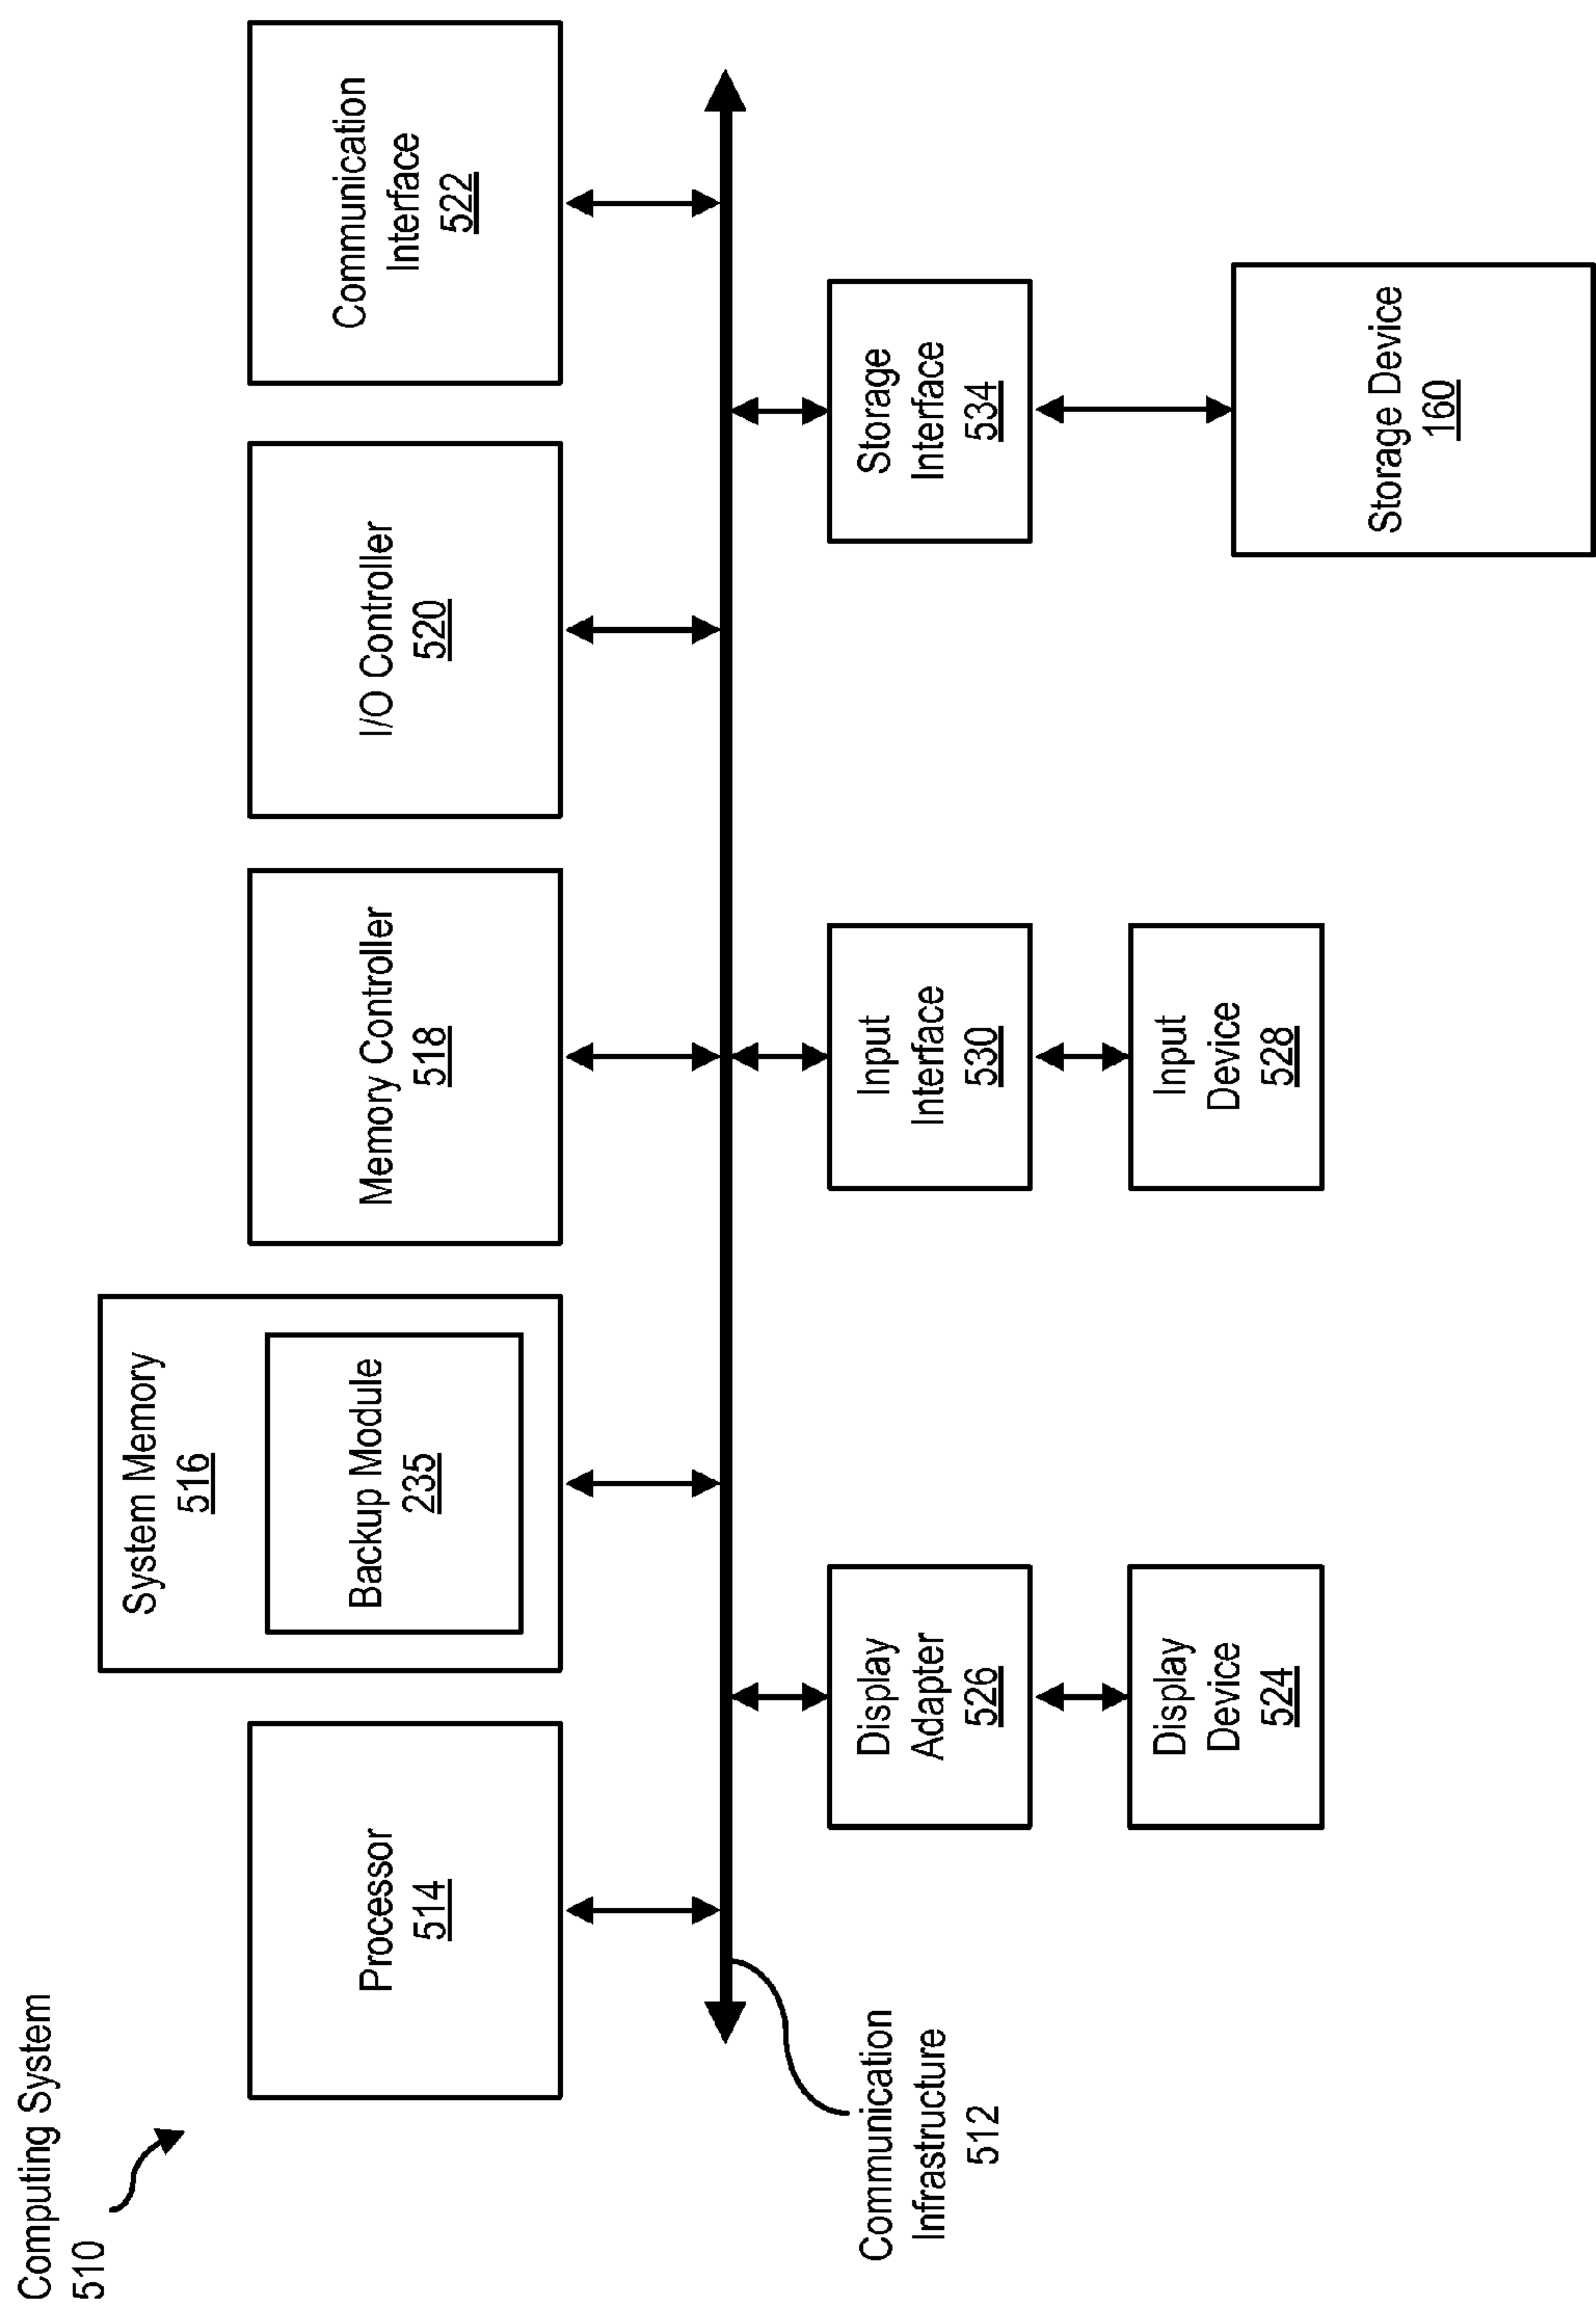 Computing System
510
Processor
514
System Memory
516
Backup Module
235
Memory Controller
518
I/O Controller
520
Communication
Interface
522
Communication
Infrastructure
512
Display
Adapter
526
Input
Interface
530
Storage
Interface
534
Display
Device
524
Input
Device
528
Storage Device
160